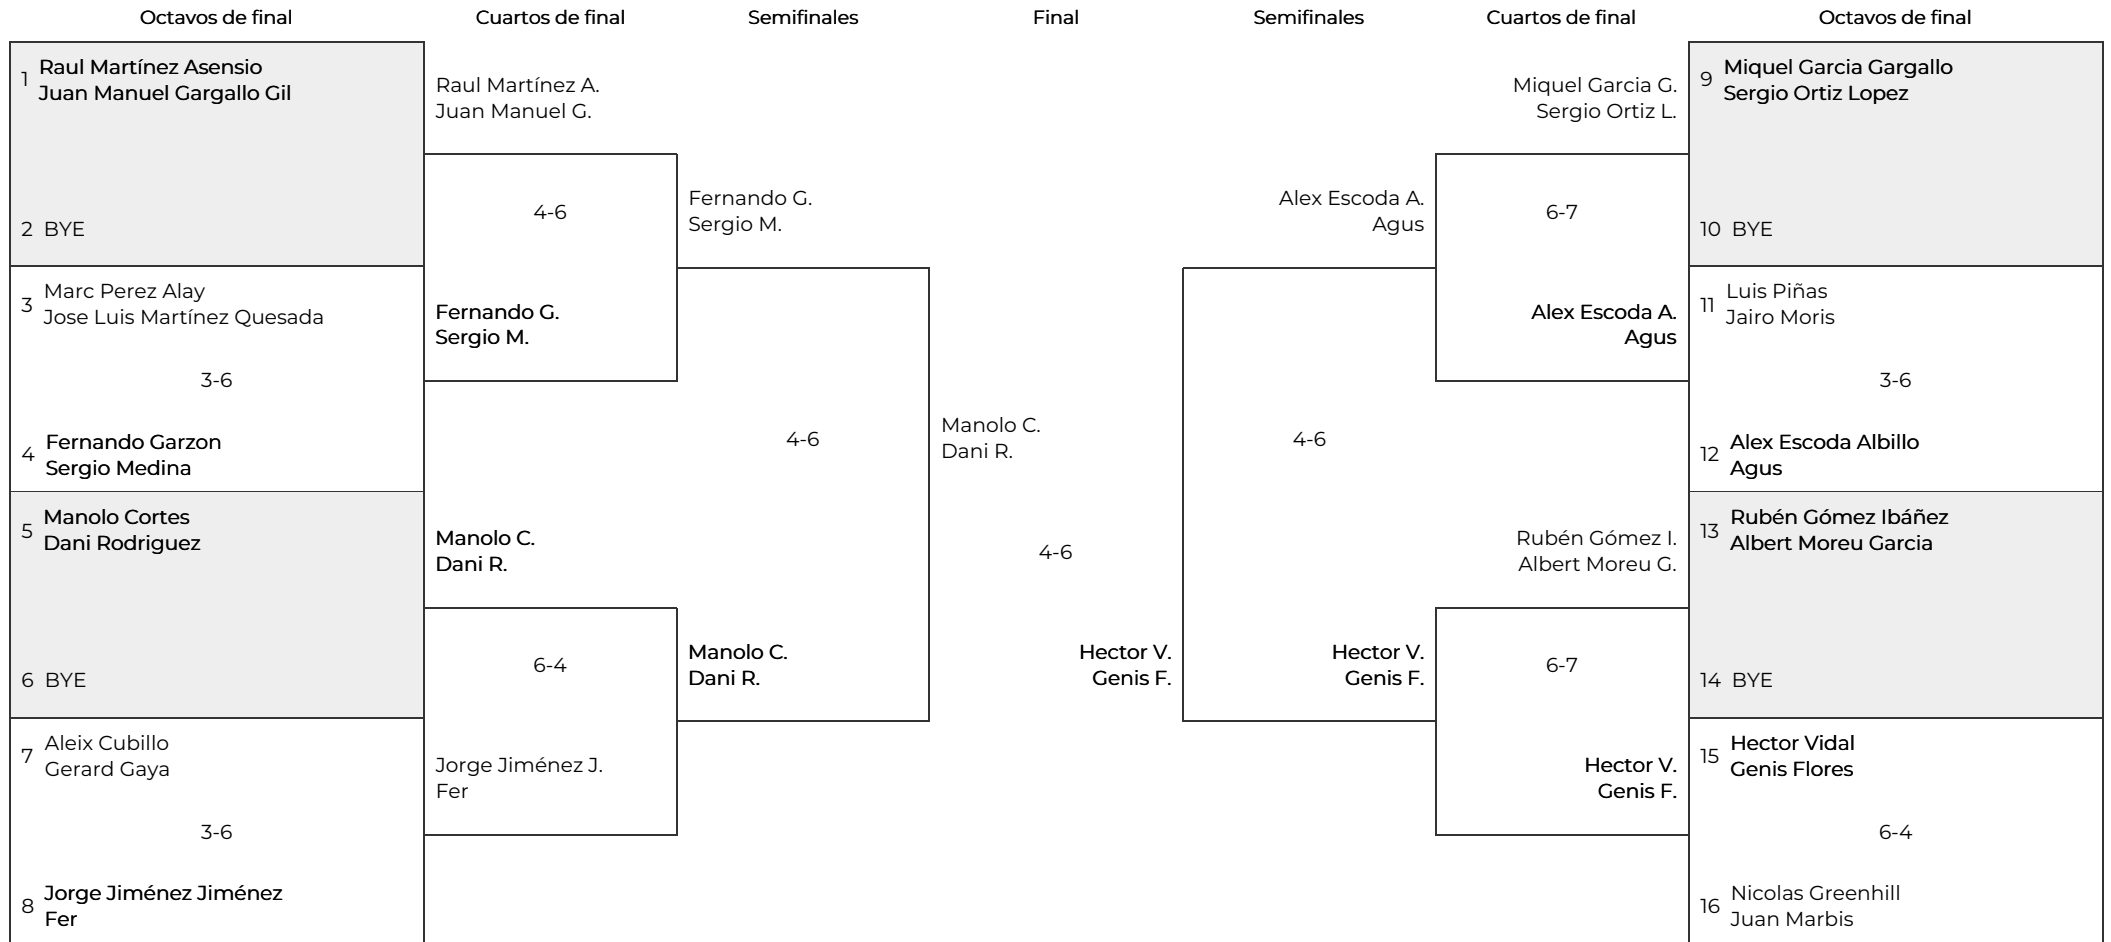 Octavos de final
Cuartos de final
Semifinales
Final
Semifinales
Cuartos de final
Octavos de final
1 Raul Martínez Asensio
Juan Manuel Gargallo Gil
2 BYE
3 Marc Perez Alay
Jose Luis Martínez Quesada
3-6
4 Fernando Garzon
Sergio Medina
5 Manolo Cortes
Dani Rodriguez
6 BYE
7 Aleix Cubillo
Gerard Gaya
3-6
8 Jorge Jiménez Jiménez
Fer
Raul Martínez A.
Juan Manuel G.
4-6
Fernando G.
Sergio M.
Manolo C.
Dani R.
6-4
Jorge Jiménez J.
Fer
Fernando G.
Sergio M.
4-6
Manolo C.
Dani R.
Manolo C.
Dani R.
4-6
Hector V.
Genis F.
Alex Escoda A.
Agus
4-6
Hector V.
Genis F.
Miquel Garcia G.
Sergio Ortiz L.
6-7
Alex Escoda A.
Agus
Rubén Gómez I.
Albert Moreu G.
6-7
Hector V.
Genis F.
9 Miquel Garcia Gargallo
Sergio Ortiz Lopez
10 BYE
11 Luis Piñas
Jairo Moris
3-6
12 Alex Escoda Albillo
Agus
13 Rubén Gómez Ibáñez
Albert Moreu Garcia
14 BYE
15 Hector Vidal
Genis Flores
6-4
16 Nicolas Greenhill
Juan Marbis